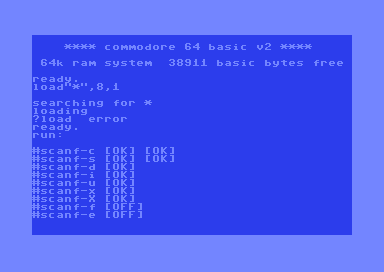 **** commodore 64 basic v2 ****
64k ram system 38911 basic bytes free
ready.
load"*",8,1
searching for *
loading
?load error
ready.
run:
#scanf-c [OK] [OK]
#scanf-s [OK] [OK]
#scanf-d [OK]
#scanf-i [OK]
#scanf-u [OK]
#scanf-x [OK]
#scanf-X [OK]
#scanf-f [OFF]
#scanf-e [OFF]